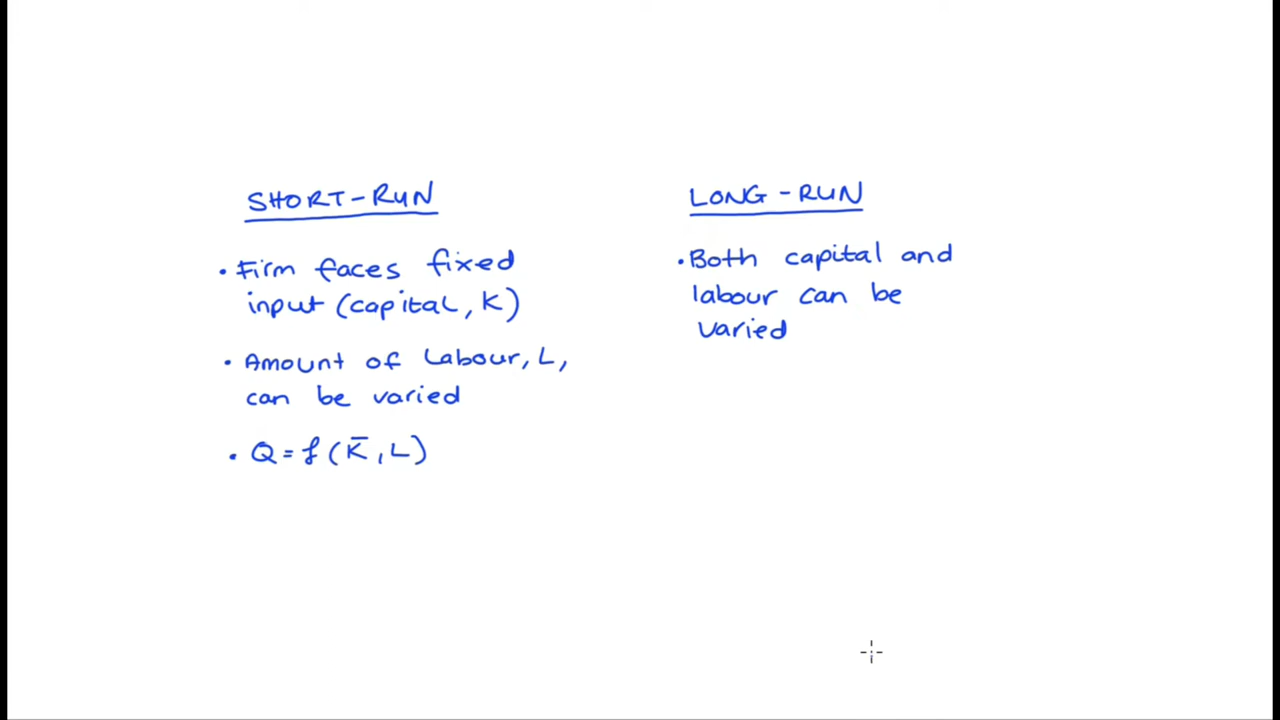 SHORT-RUN
• Firm faces fixed
input (capital, K)
• Amount of Labour, L,
can be varied
• Q = f(K̄, L)
LONG-RUN
• Both capital and
labour can be
varied